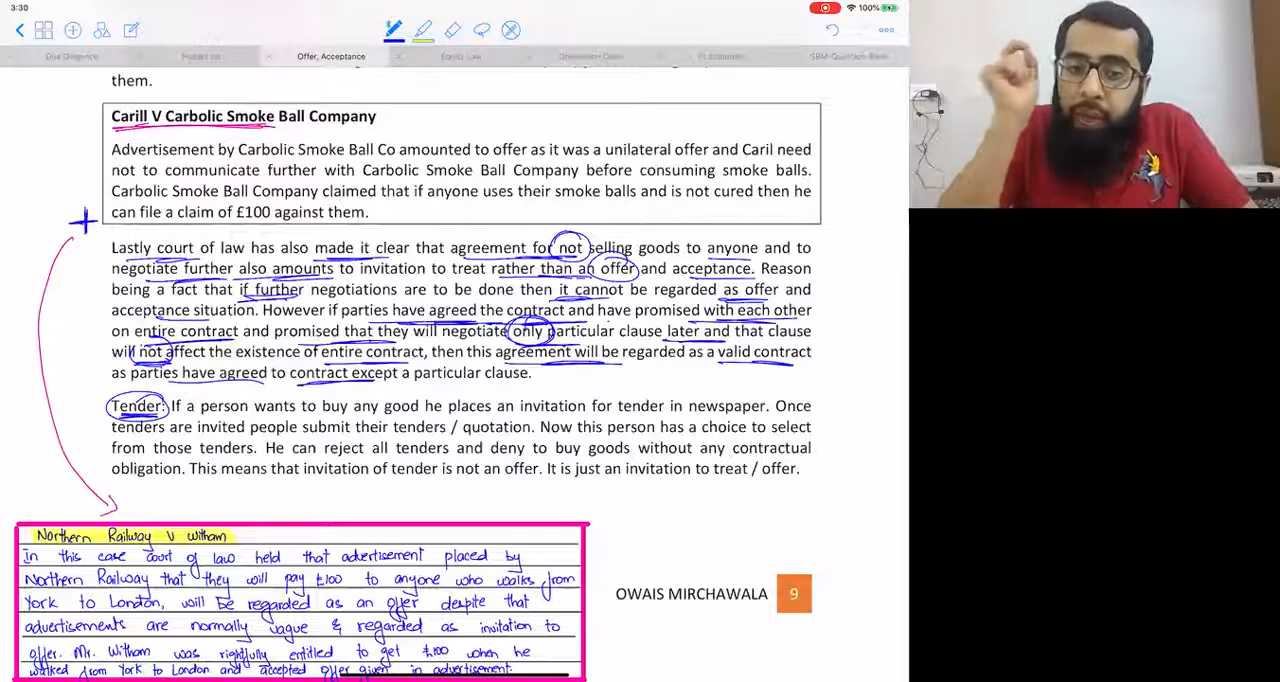 3:30
100%
Due Diligence
Offer, Acceptance
Equity Law
SBM-Question Bank
them.
Carill V Carbolic Smoke Ball Company
Advertisement by Carbolic Smoke Ball Co amounted to offer as it was a unilateral offer and Caril need
not to communicate further with Carbolic Smoke Ball Company before consuming smoke balls.
Carbolic Smoke Ball Company claimed that if anyone uses their smoke balls and is not cured then he
can file a claim of £100 against them.
Lastly court of law has also made it clear that agreement for not selling goods to anyone and to
negotiate further also amounts to invitation to treat rather than an offer and acceptance. Reason
being a fact that if further negotiations are to be done then it cannot be regarded as offer and
acceptance situation. However if parties have agreed the contract and have promised with each other
on entire contract and promised that they will negotiate only particular clause later and that clause
will not affect the existence of entire contract, then this agreement will be regarded as a valid contract
as parties have agreed to contract except a particular clause.
Tender: If a person wants to buy any good he places an invitation for tender in newspaper. Once
tenders are invited people submit their tenders / quotation. Now this person has a choice to select
from those tenders. He can reject all tenders and deny to buy goods without any contractual
obligation. This means that invitation of tender is not an offer. It is just an invitation to treat / offer.
Northern Railway v Witham
In this case court of law held that advertisement placed by
Northern Railway that they will pay £100 to anyone who walks from
York to London, will be regarded as an offer despite that
advertisements are normally vague & regarded as invitation to
offer. Mr. Witham was rightfully entitled to get £100 when he
walked from York to London and accepted offer given in advertisement.
OWAIS MIRCHAWALA 9